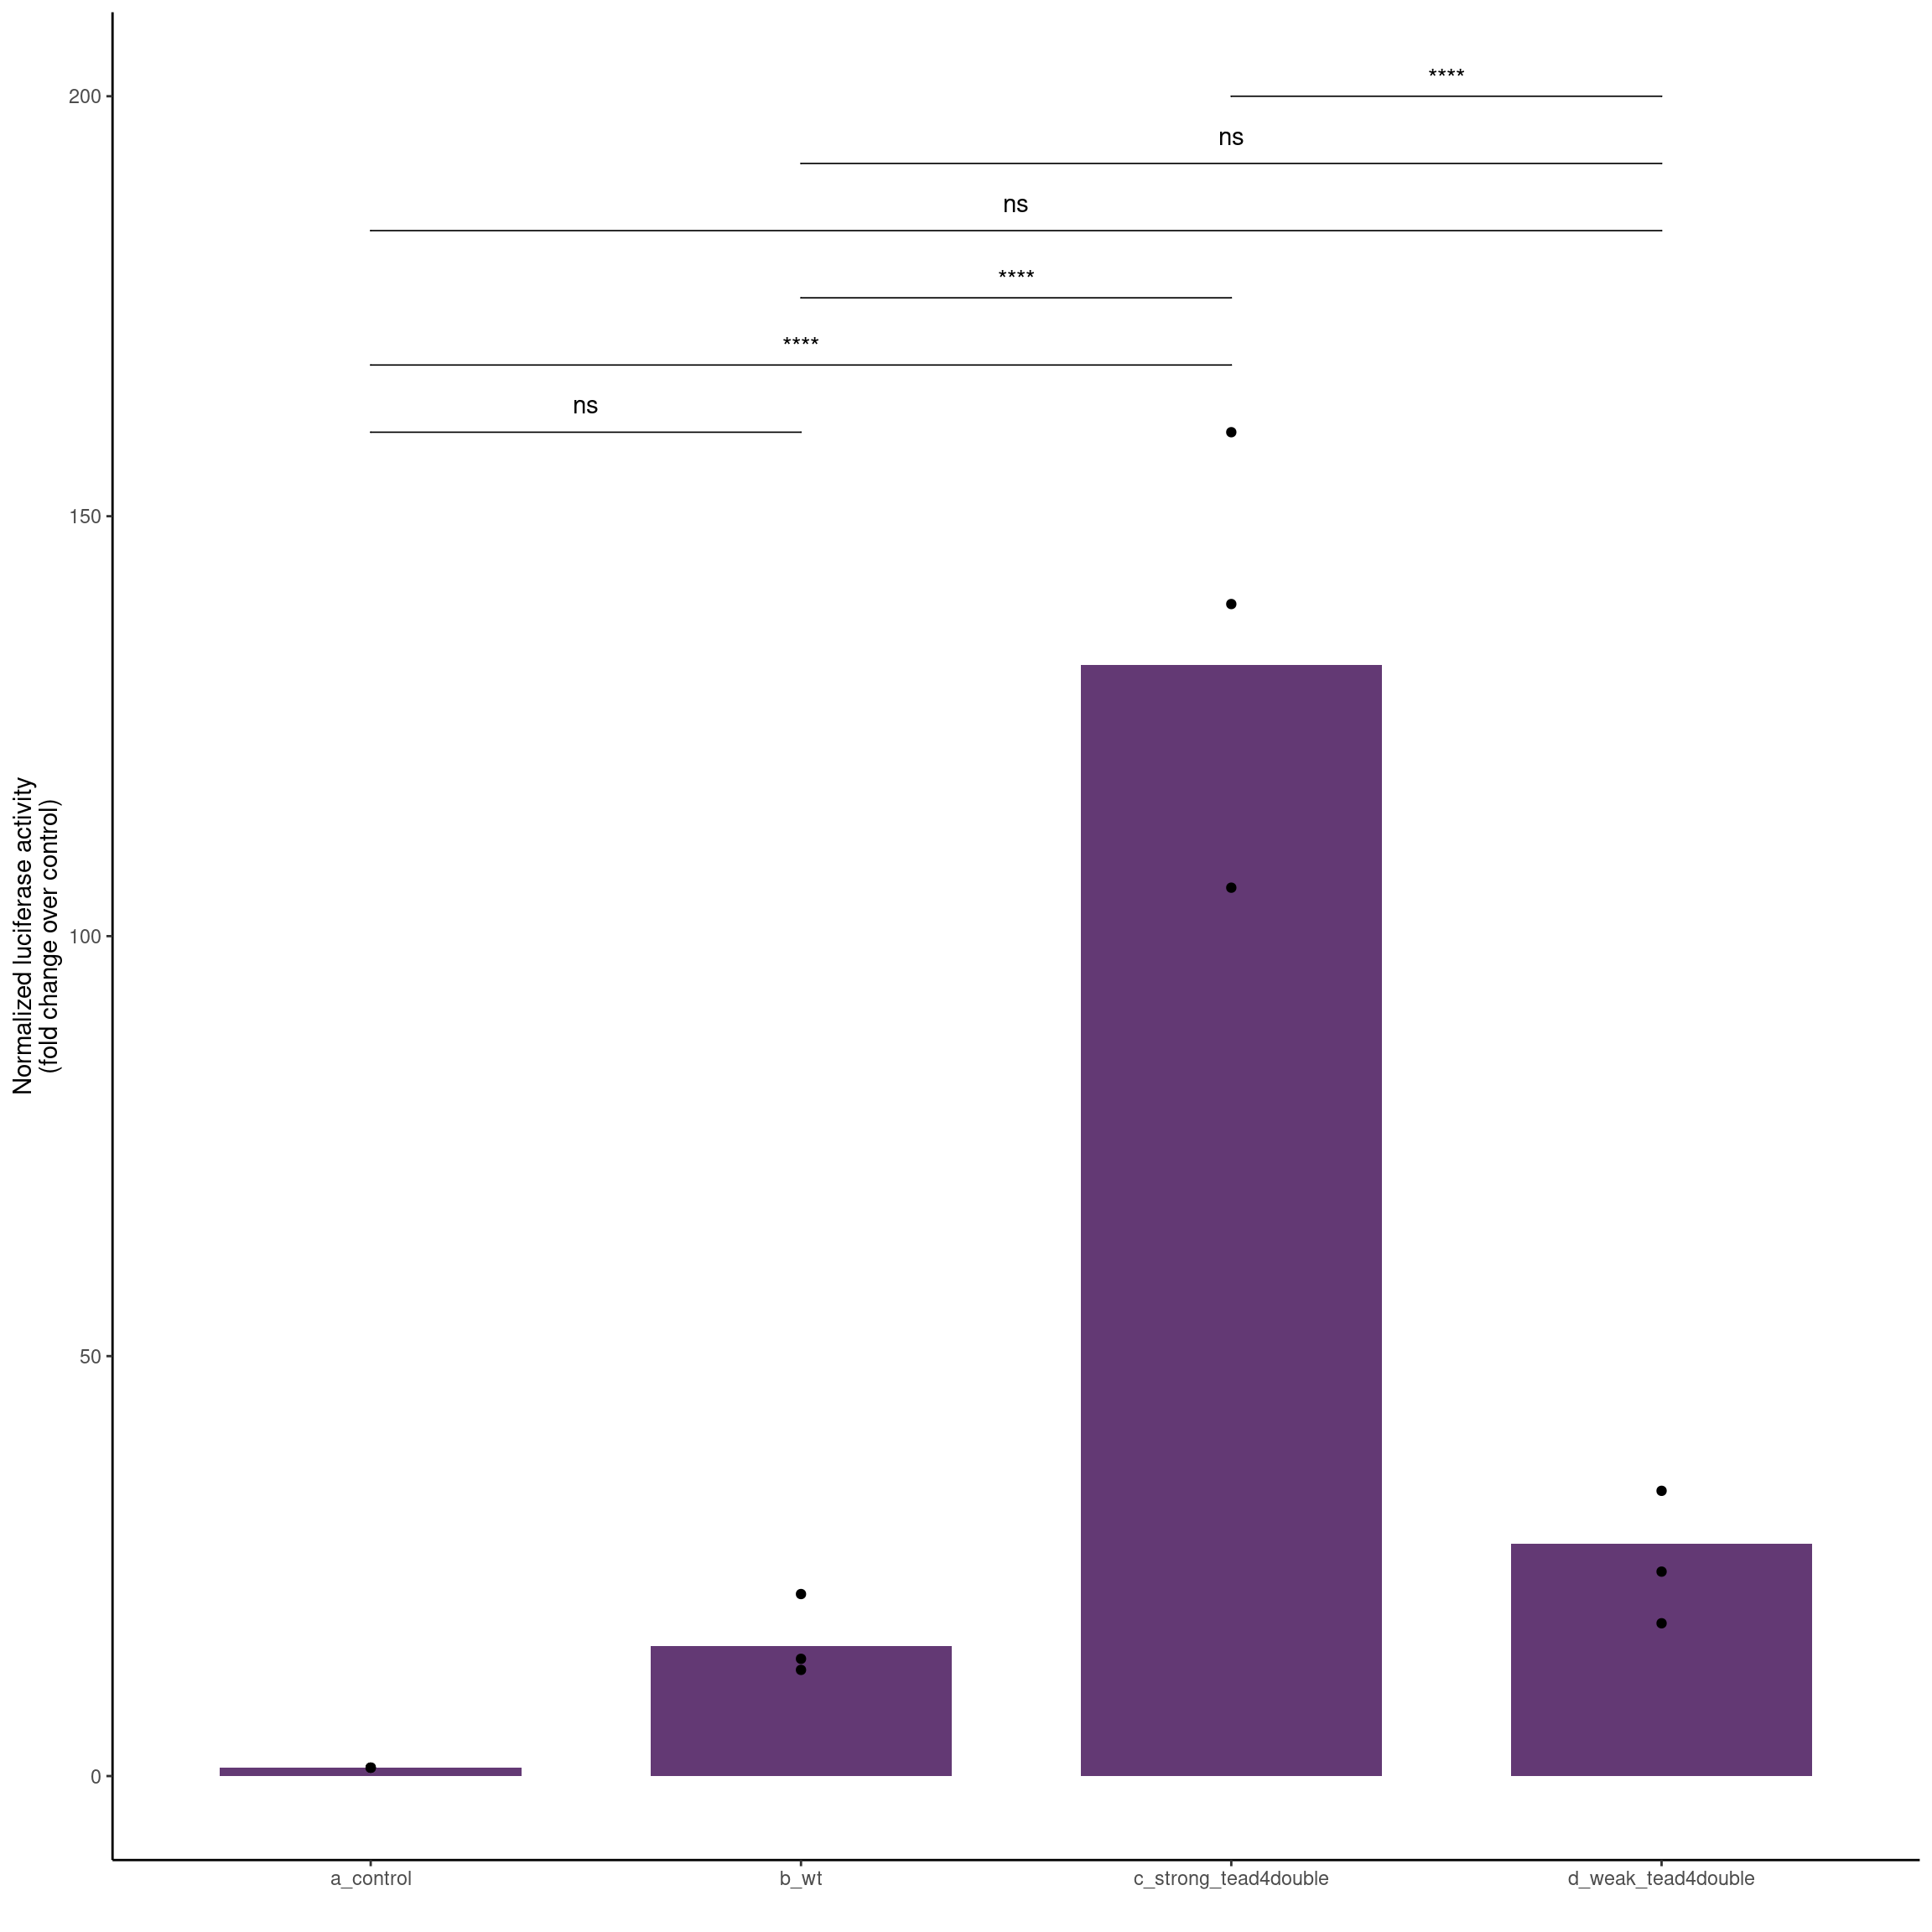 ****
200
ns
ns
****
****
ns
150
100
50
0
Normalized luciferase activity
(fold change over control)
a_control
b_wt
c_strong_tead4double
d_weak_tead4double